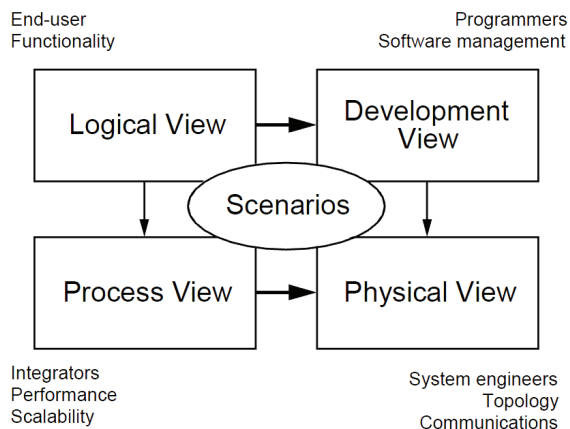 End-user
Functionality
Programmers
Software management
Logical View
Development
View
Scenarios
Process View
Physical View
Integrators
Performance
Scalability
System engineers
Topology
Communications